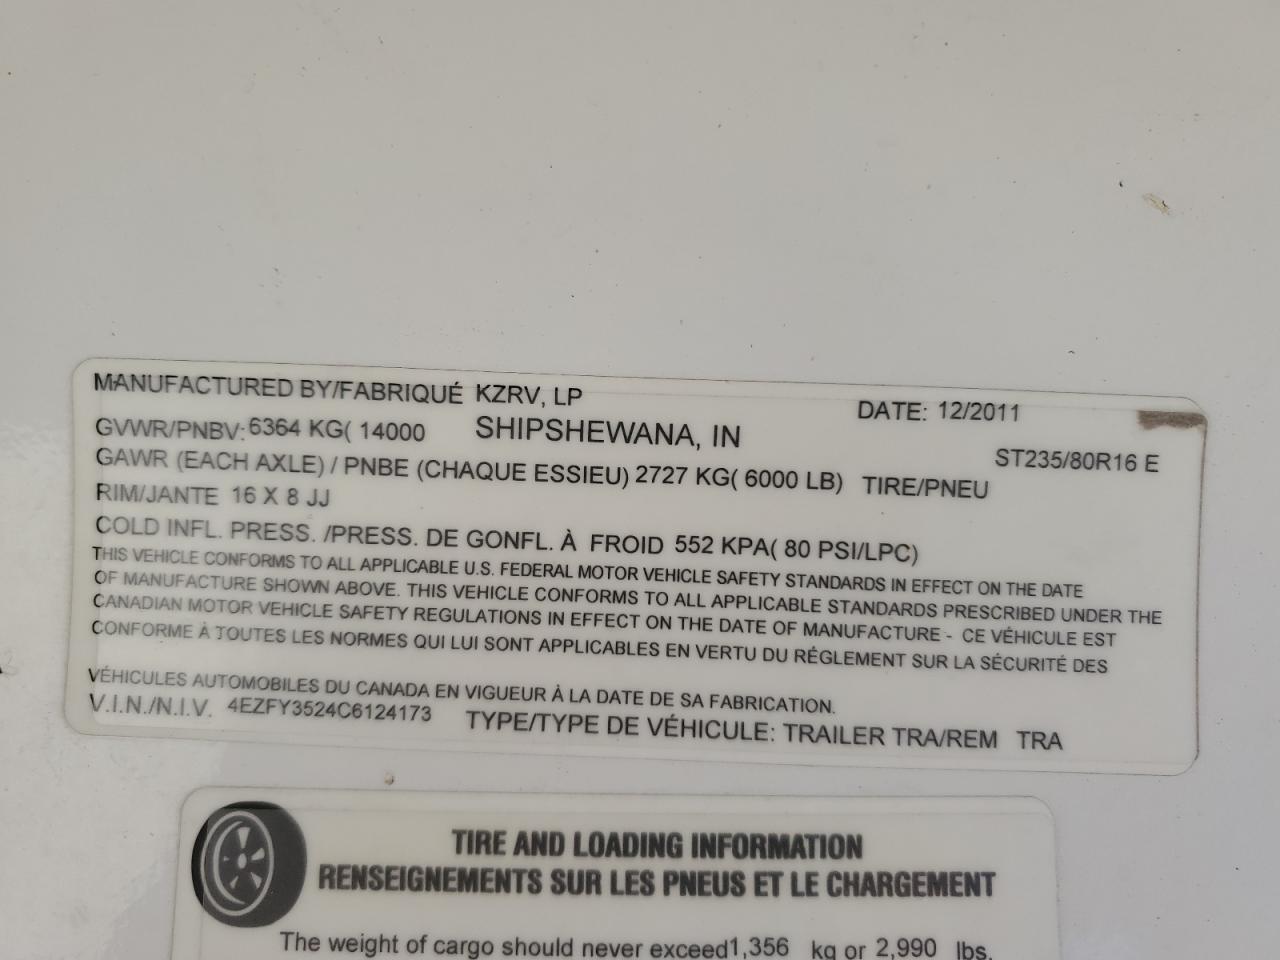 MANUFACTURED BY/FABRIQUÉ KZRV, LP DATE: 12/2011
GVWR/PNBV: 6364 KG( 14000 SHIPSHEWANA, IN
GAWR (EACH AXLE) / PNBE (CHAQUE ESSIEU) 2727 KG( 6000 LB) TIRE/PNEU ST235/80R16 E
RIM/JANTE 16 X 8 JJ
COLD INFL. PRESS. /PRESS. DE GONFL. À FROID 552 KPA( 80 PSI/LPC)
THIS VEHICLE CONFORMS TO ALL APPLICABLE U.S. FEDERAL MOTOR VEHICLE SAFETY STANDARDS IN EFFECT ON THE DATE
OF MANUFACTURE SHOWN ABOVE. THIS VEHICLE CONFORMS TO ALL APPLICABLE STANDARDS PRESCRIBED UNDER THE
CANADIAN MOTOR VEHICLE SAFETY REGULATIONS IN EFFECT ON THE DATE OF MANUFACTURE - CE VÉHICULE EST
CONFORME À TOUTES LES NORMES QUI LUI SONT APPLICABLES EN VERTU DU RÉGLEMENT SUR LA SÉCURITÉ DES
VÉHICULES AUTOMOBILES DU CANADA EN VIGUEUR À LA DATE DE SA FABRICATION.
V.I.N./N.I.V. 4EZFY3524C6124173 TYPE/TYPE DE VÉHICULE: TRAILER TRA/REM TRA
TIRE AND LOADING INFORMATION
RENSEIGNEMENTS SUR LES PNEUS ET LE CHARGEMENT
The weight of cargo should never exceed 1,356 kg or 2,990 lbs.